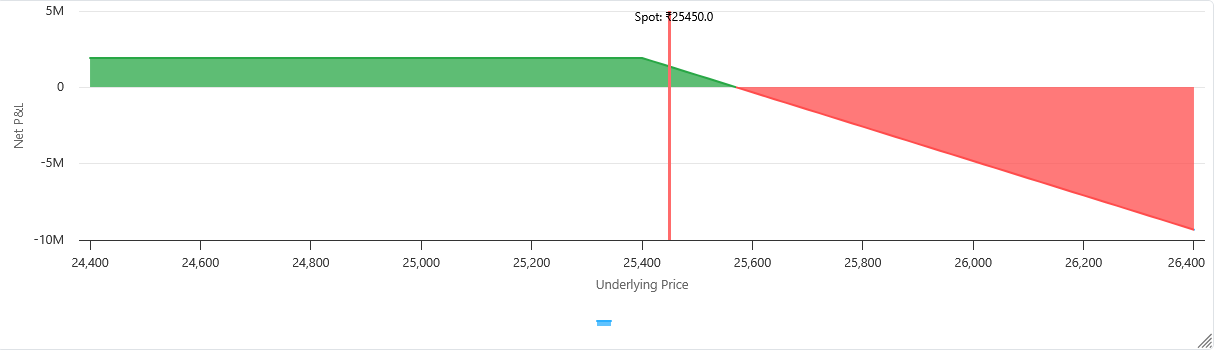 5M
Spot: ₹25450.0
0
-5M
-10M
Net P&L
24,400 24,600 24,800 25,000 25,200 25,400 25,600 25,800 26,000 26,200 26,400
Underlying Price